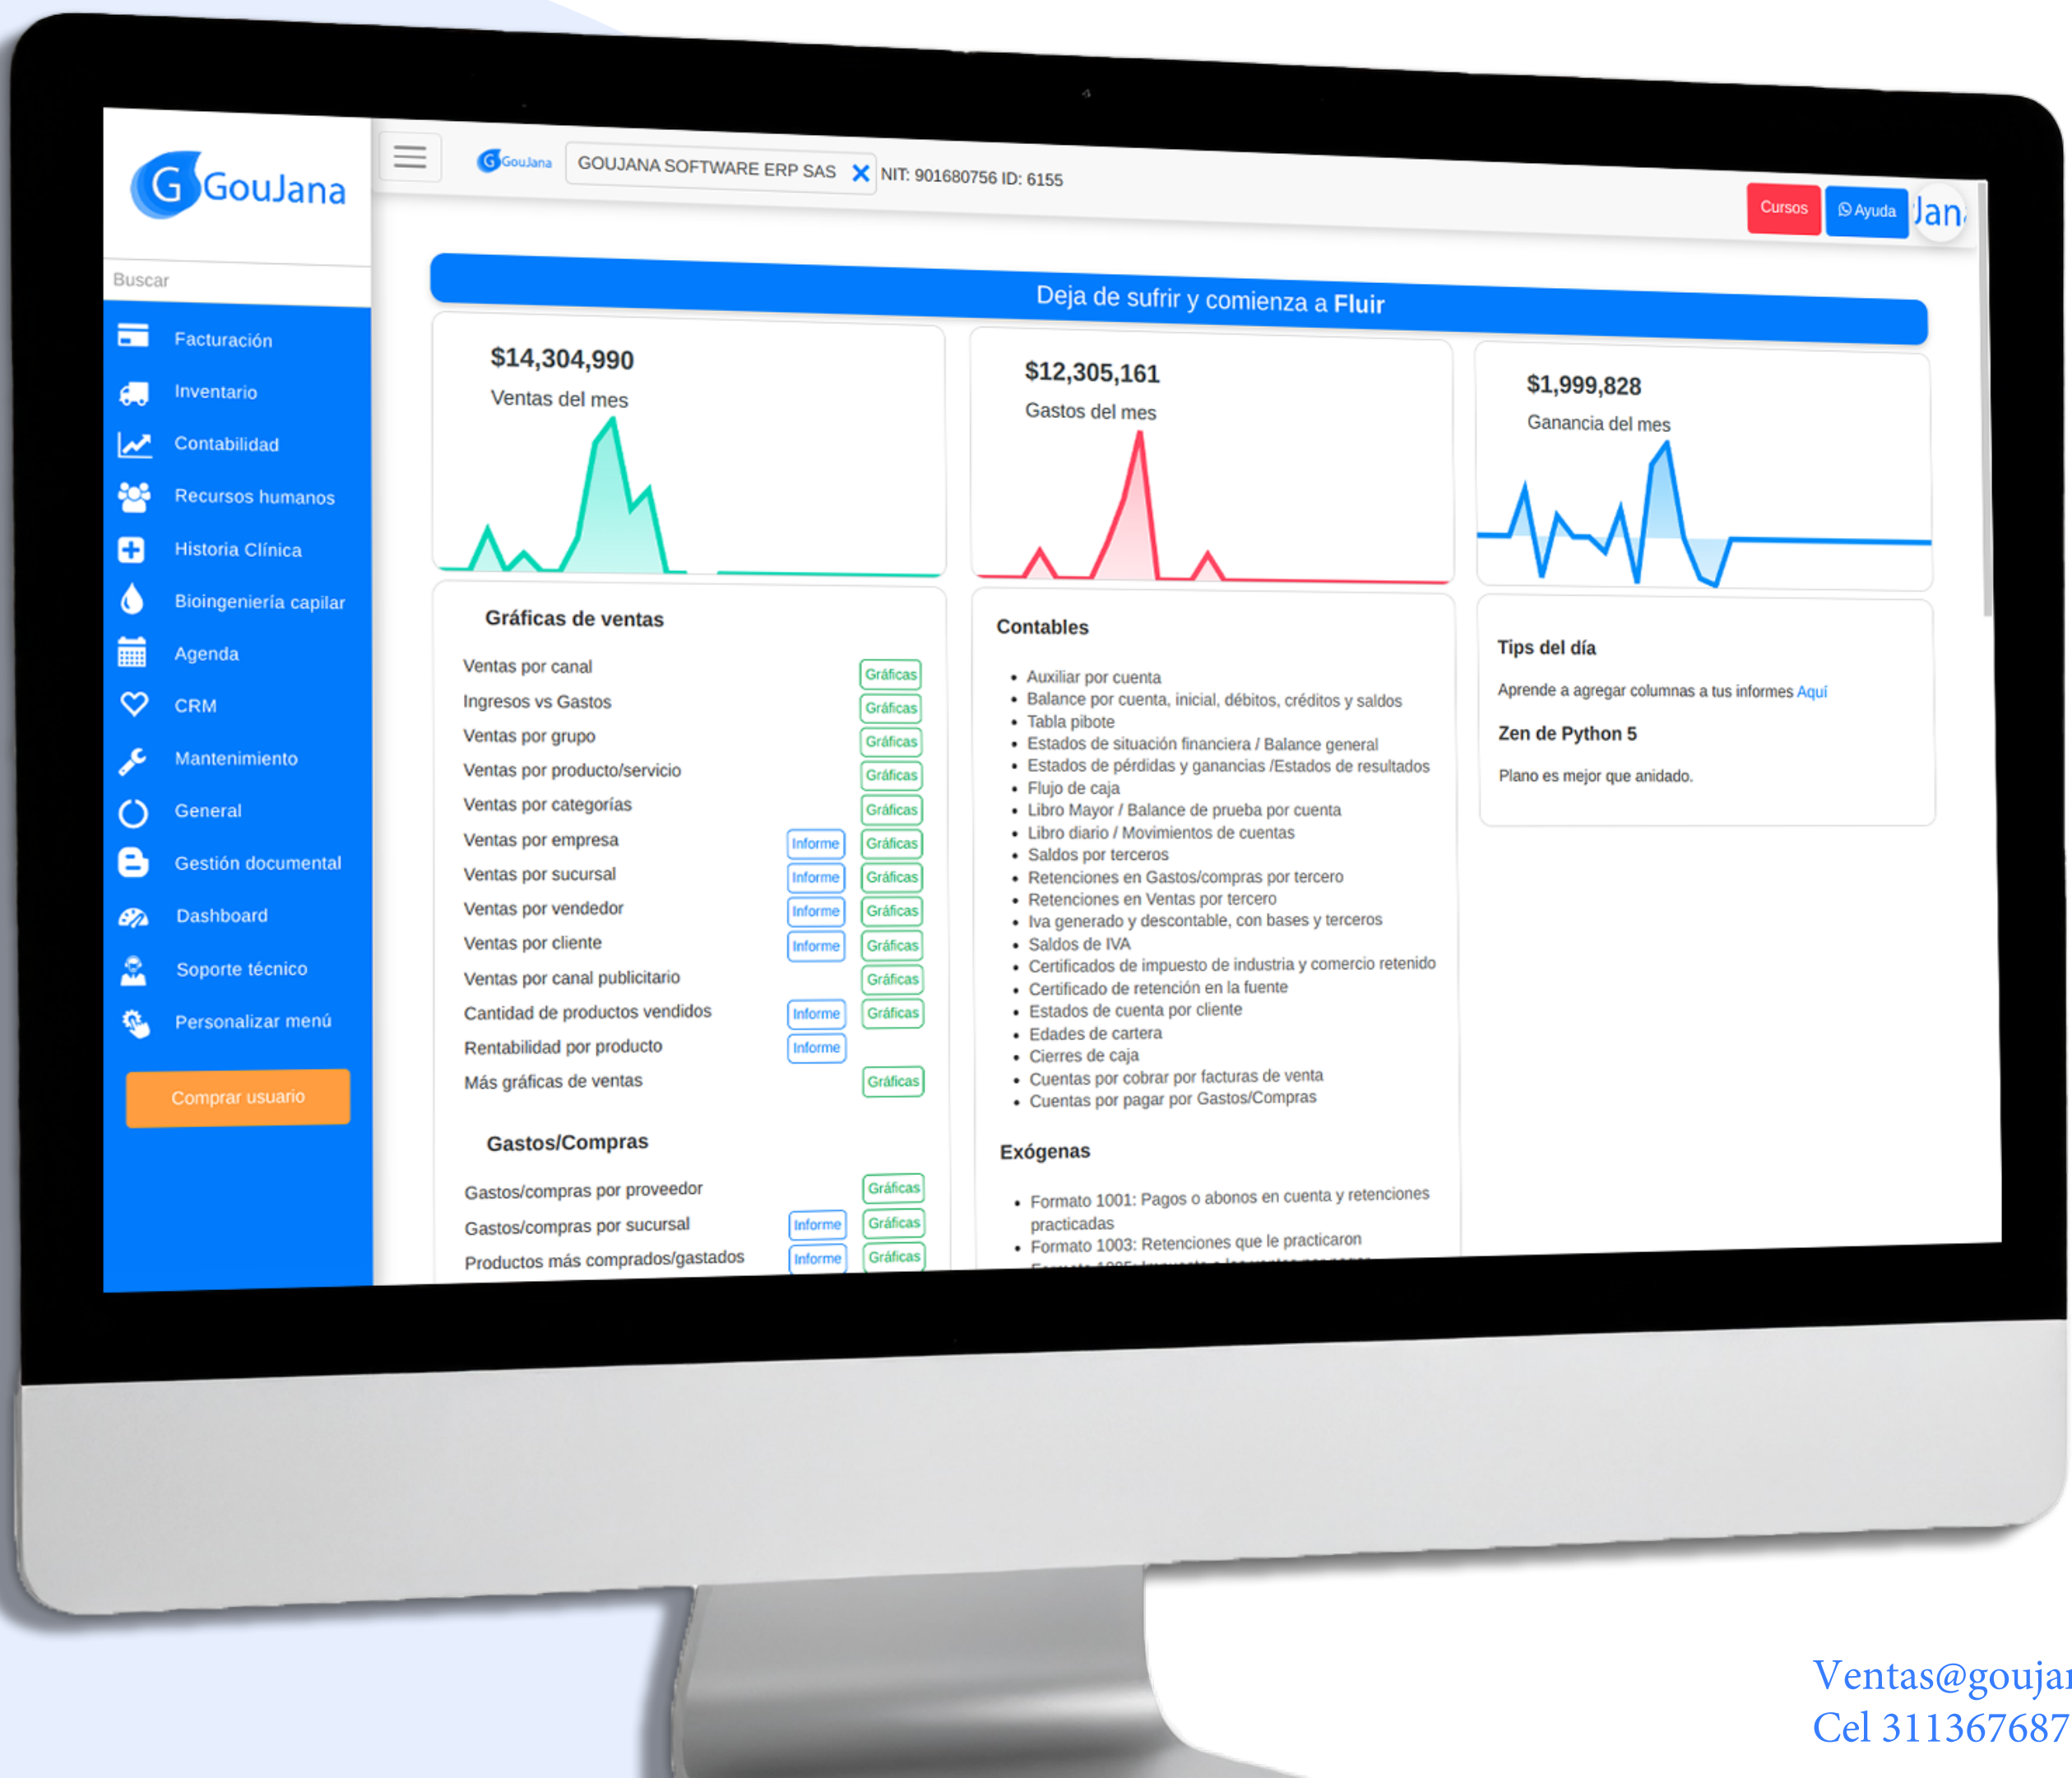 GouJana
GouJana
GOUJANA SOFTWARE ERP SAS
NIT: 901680756 ID: 6155
Cursos
Ayuda
Jana
Buscar
Facturación
Inventario
Contabilidad
Recursos humanos
Historia Clínica
Bioingeniería capilar
Agenda
CRM
Mantenimiento
General
Gestión documental
Dashboard
Soporte técnico
Personalizar menú
Comprar usuario
Deja de sufrir y comienza a Fluir
$14,304,990
Ventas del mes
$12,305,161
Gastos del mes
$1,999,828
Ganancia del mes
Gráficas de ventas
Ventas por canal Gráficas
Ingresos vs Gastos Gráficas
Ventas por grupo Gráficas
Ventas por producto/servicio Gráficas
Ventas por categorías Gráficas
Ventas por empresa Informe Gráficas
Ventas por sucursal Informe Gráficas
Ventas por vendedor Informe Gráficas
Ventas por cliente Informe Gráficas
Ventas por canal publicitario Gráficas
Cantidad de productos vendidos Informe Gráficas
Rentabilidad por producto Informe
Más gráficas de ventas Gráficas
Gastos/Compras
Gastos/compras por proveedor Gráficas
Gastos/compras por sucursal Informe Gráficas
Productos más comprados/gastados Informe Gráficas
Contables
Auxiliar por cuenta
Balance por cuenta, inicial, débitos, créditos y saldos
Tabla pibote
Estados de situación financiera / Balance general
Estados de pérdidas y ganancias /Estados de resultados
Flujo de caja
Libro Mayor / Balance de prueba por cuenta
Libro diario / Movimientos de cuentas
Saldos por terceros
Retenciones en Gastos/compras por tercero
Retenciones en Ventas por tercero
Iva generado y descontable, con bases y terceros
Saldos de IVA
Certificados de impuesto de industria y comercio retenido
Certificado de retención en la fuente
Estados de cuenta por cliente
Edades de cartera
Cierres de caja
Cuentas por cobrar por facturas de venta
Cuentas por pagar por Gastos/Compras
Exógenas
Formato 1001: Pagos o abonos en cuenta y retenciones
practicadas
Formato 1003: Retenciones que le practicaron
Tips del día
Aprende a agregar columnas a tus informes Aquí
Zen de Python 5
Plano es mejor que anidado.
Ventas@goujan
Cel 311367687